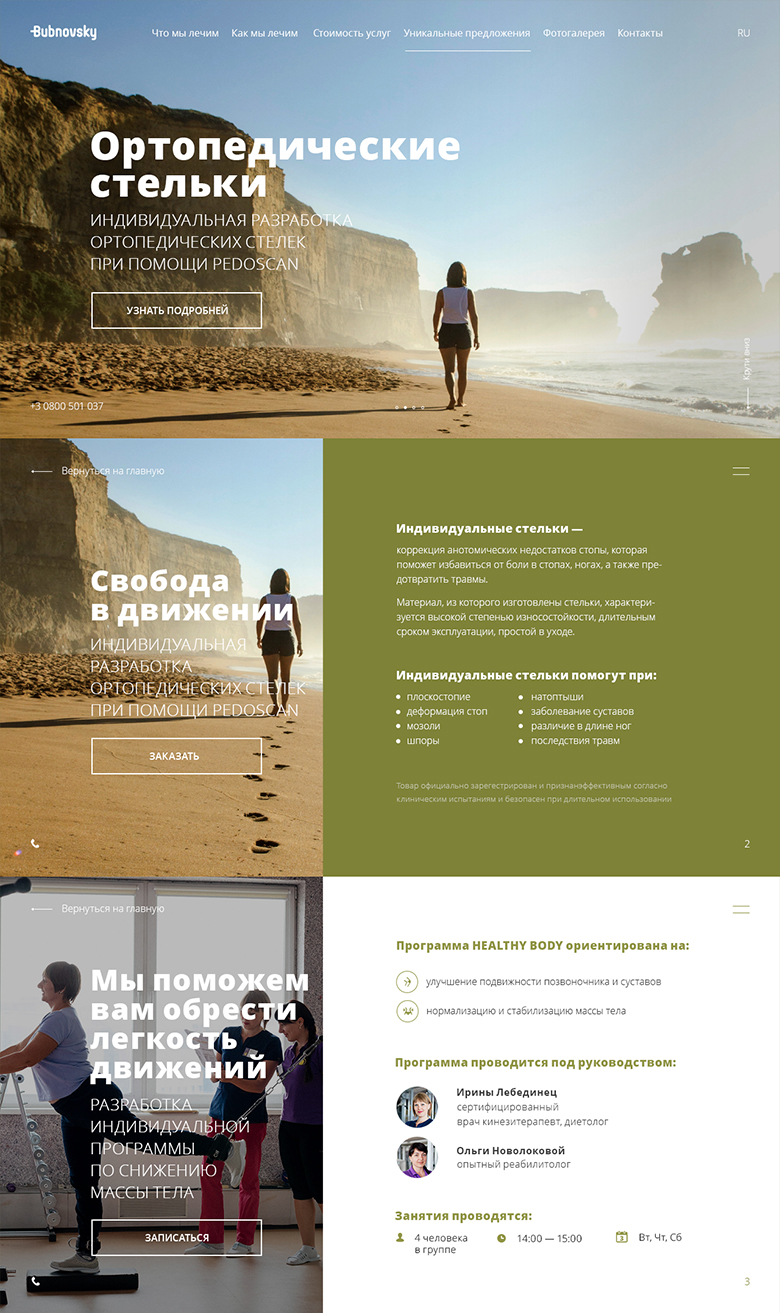 Bubnovsky
Что мы лечим
Как мы лечим
Стоимость услуг
Уникальные предложения
Фотогалерея
Контакты
RU
Ортопедические
стельки
ИНДИВИДУАЛЬНАЯ РАЗРАБОТКА
ОРТОПЕДИЧЕСКИХ СТЕЛЕК
ПРИ ПОМОЩИ PEDOSCAN
УЗНАТЬ ПОДРОБНЕЙ
Крути вниз
+3 0800 501 037
Вернуться на главную
Свобода
в движении
ИНДИВИДУАЛЬНАЯ
РАЗРАБОТКА
ОРТОПЕДИЧЕСКИХ СТЕЛЕК
ПРИ ПОМОЩИ PEDOSCAN
ЗАКАЗАТЬ
Индивидуальные стельки —
коррекция анотомических недостатков стопы, которая
поможет избавиться от боли в стопах, ногах, а также пре-
дотвратить травмы.
Материал, из которого изготовлены стельки, характери-
зуется высокой степенью износостойкости, длительным
сроком эксплуатации, простой в уходе.
Индивидуальные стельки помогут при:
плоскостопие
деформация стоп
мозоли
шпоры
натоптыши
заболевание суставов
различие в длине ног
последствия травм
Товар официально зарегестрирован и признанэффективным согласно
клиническим испытаниям и безопасен при длительном использовании
2
Вернуться на главную
Мы поможем
вам обрести
легкость
движений
РАЗРАБОТКА
ИНДИВИДУАЛЬНОЙ
ПРОГРАММЫ
ПО СНИЖЕНИЮ
МАССЫ ТЕЛА
ЗАПИСАТЬСЯ
Программа HEALTHY BODY ориентирована на:
улучшение подвижности позвоночника и суставов
нормализацию и стабилизацию массы тела
Программа проводится под руководством:
Ирины Лебединец
сертифицированный
врач кинезитерапевт, диетолог
Ольги Новолоковой
опытный реабилитолог
Занятия проводятся:
4 человека
в группе
14:00 — 15:00
3
Вт, Чт, Сб
3